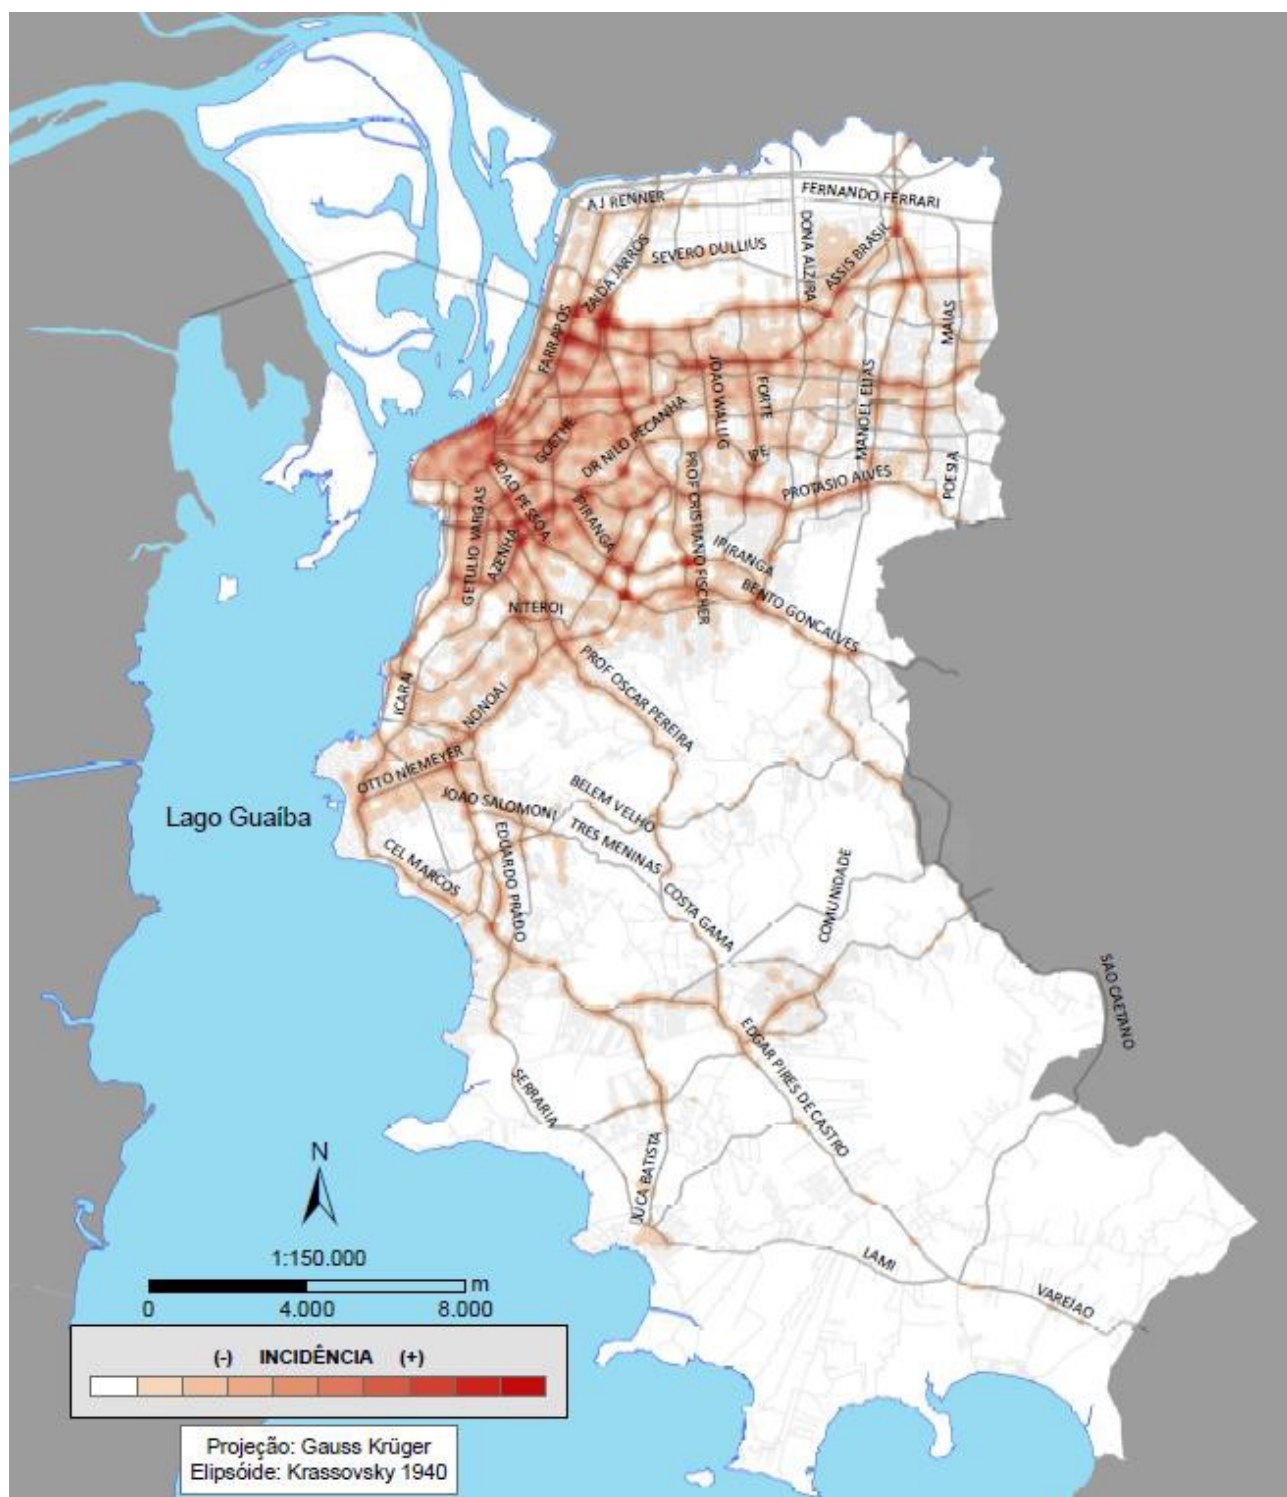 A J RENNER
FERNANDO FERRARI
DONA ALZIRA
ASSIS BRASIL
SEVERO DULLIUS
ZAIDA JARROS
FARRAPOS
MAIAS
JOAO WALLIG
FORTE
MANOEL ELIAS
GOETHE
DR NILO PECANHA
IPE
PROTASIO ALVES
POESIA
JOAO PESSOA
GETULIO VARGAS
IPIRANGA
PROF CRISTIANO FISCHER
AZENHA
IPIRANGA
BENTO GONCALVES
NITEROI
PROF OSCAR PEREIRA
ICARAI
NONOAI
OTTO NIEMEYER
JOAO SALOMONI
BELEM VELHO
Lago Guaíba
TRES MENINAS
EDUARDO PRADO
CEL MARCOS
COSTA GAMA
COMUNIDADE
SAO CAETANO
EDGAR PIRES DE CASTRO
SERRARIA
JUCA BATISTA
LAMI
VAREJAO
N
1:150.000
m
0 4.000 8.000
(-) INCIDÊNCIA (+)
Projeção: Gauss Krüger
Elipsóide: Krassovsky 1940